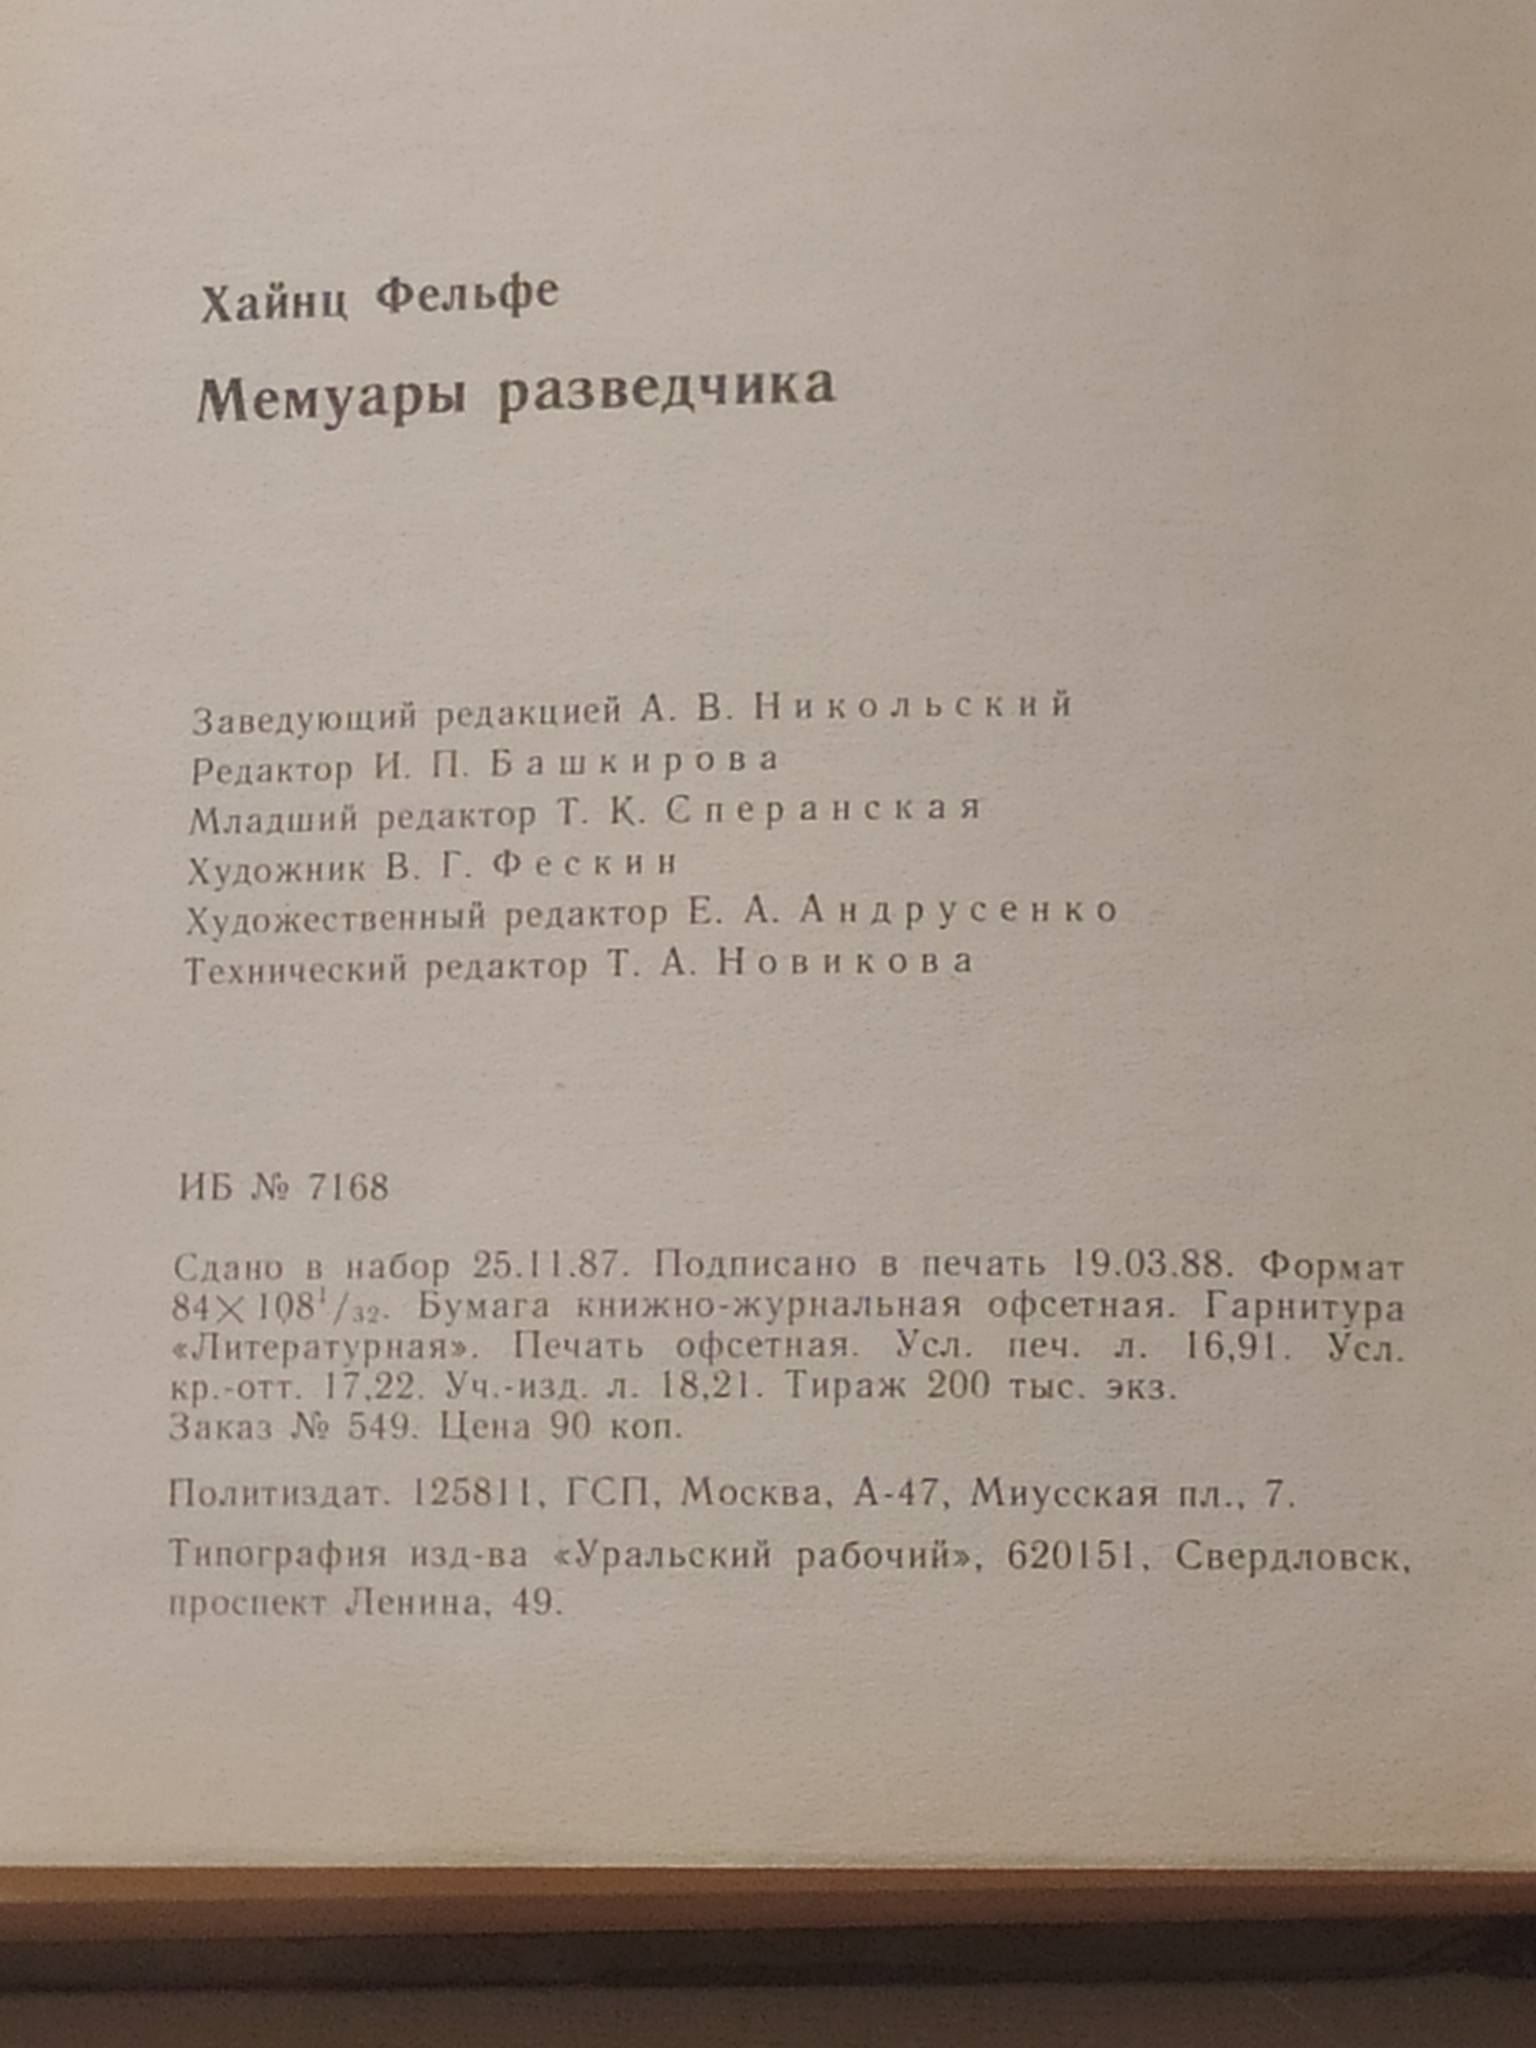 Хайнц Фельфе
Мемуары разведчика
Заведующий редакцией А. В. Никольский
Редактор И. П. Башкирова
Младший редактор Т. К. Сперанская
Художник В. Г. Фескин
Художественный редактор Е. А. Андрусенко
Технический редактор Т. А. Новикова
ИБ № 7168
Сдано в набор 25.11.87. Подписано в печать 19.03.88. Формат
84×108¹/₃₂. Бумага книжно-журнальная офсетная. Гарнитура
«Литературная». Печать офсетная. Усл. печ. л. 16,91. Усл.
кр.-отт. 17,22. Уч.-изд. л. 18,21. Тираж 200 тыс. экз.
Заказ № 549. Цена 90 коп.
Политиздат. 125811, ГСП, Москва, А-47, Миусская пл., 7.
Типография изд-ва «Уральский рабочий», 620151, Свердловск,
проспект Ленина, 49.